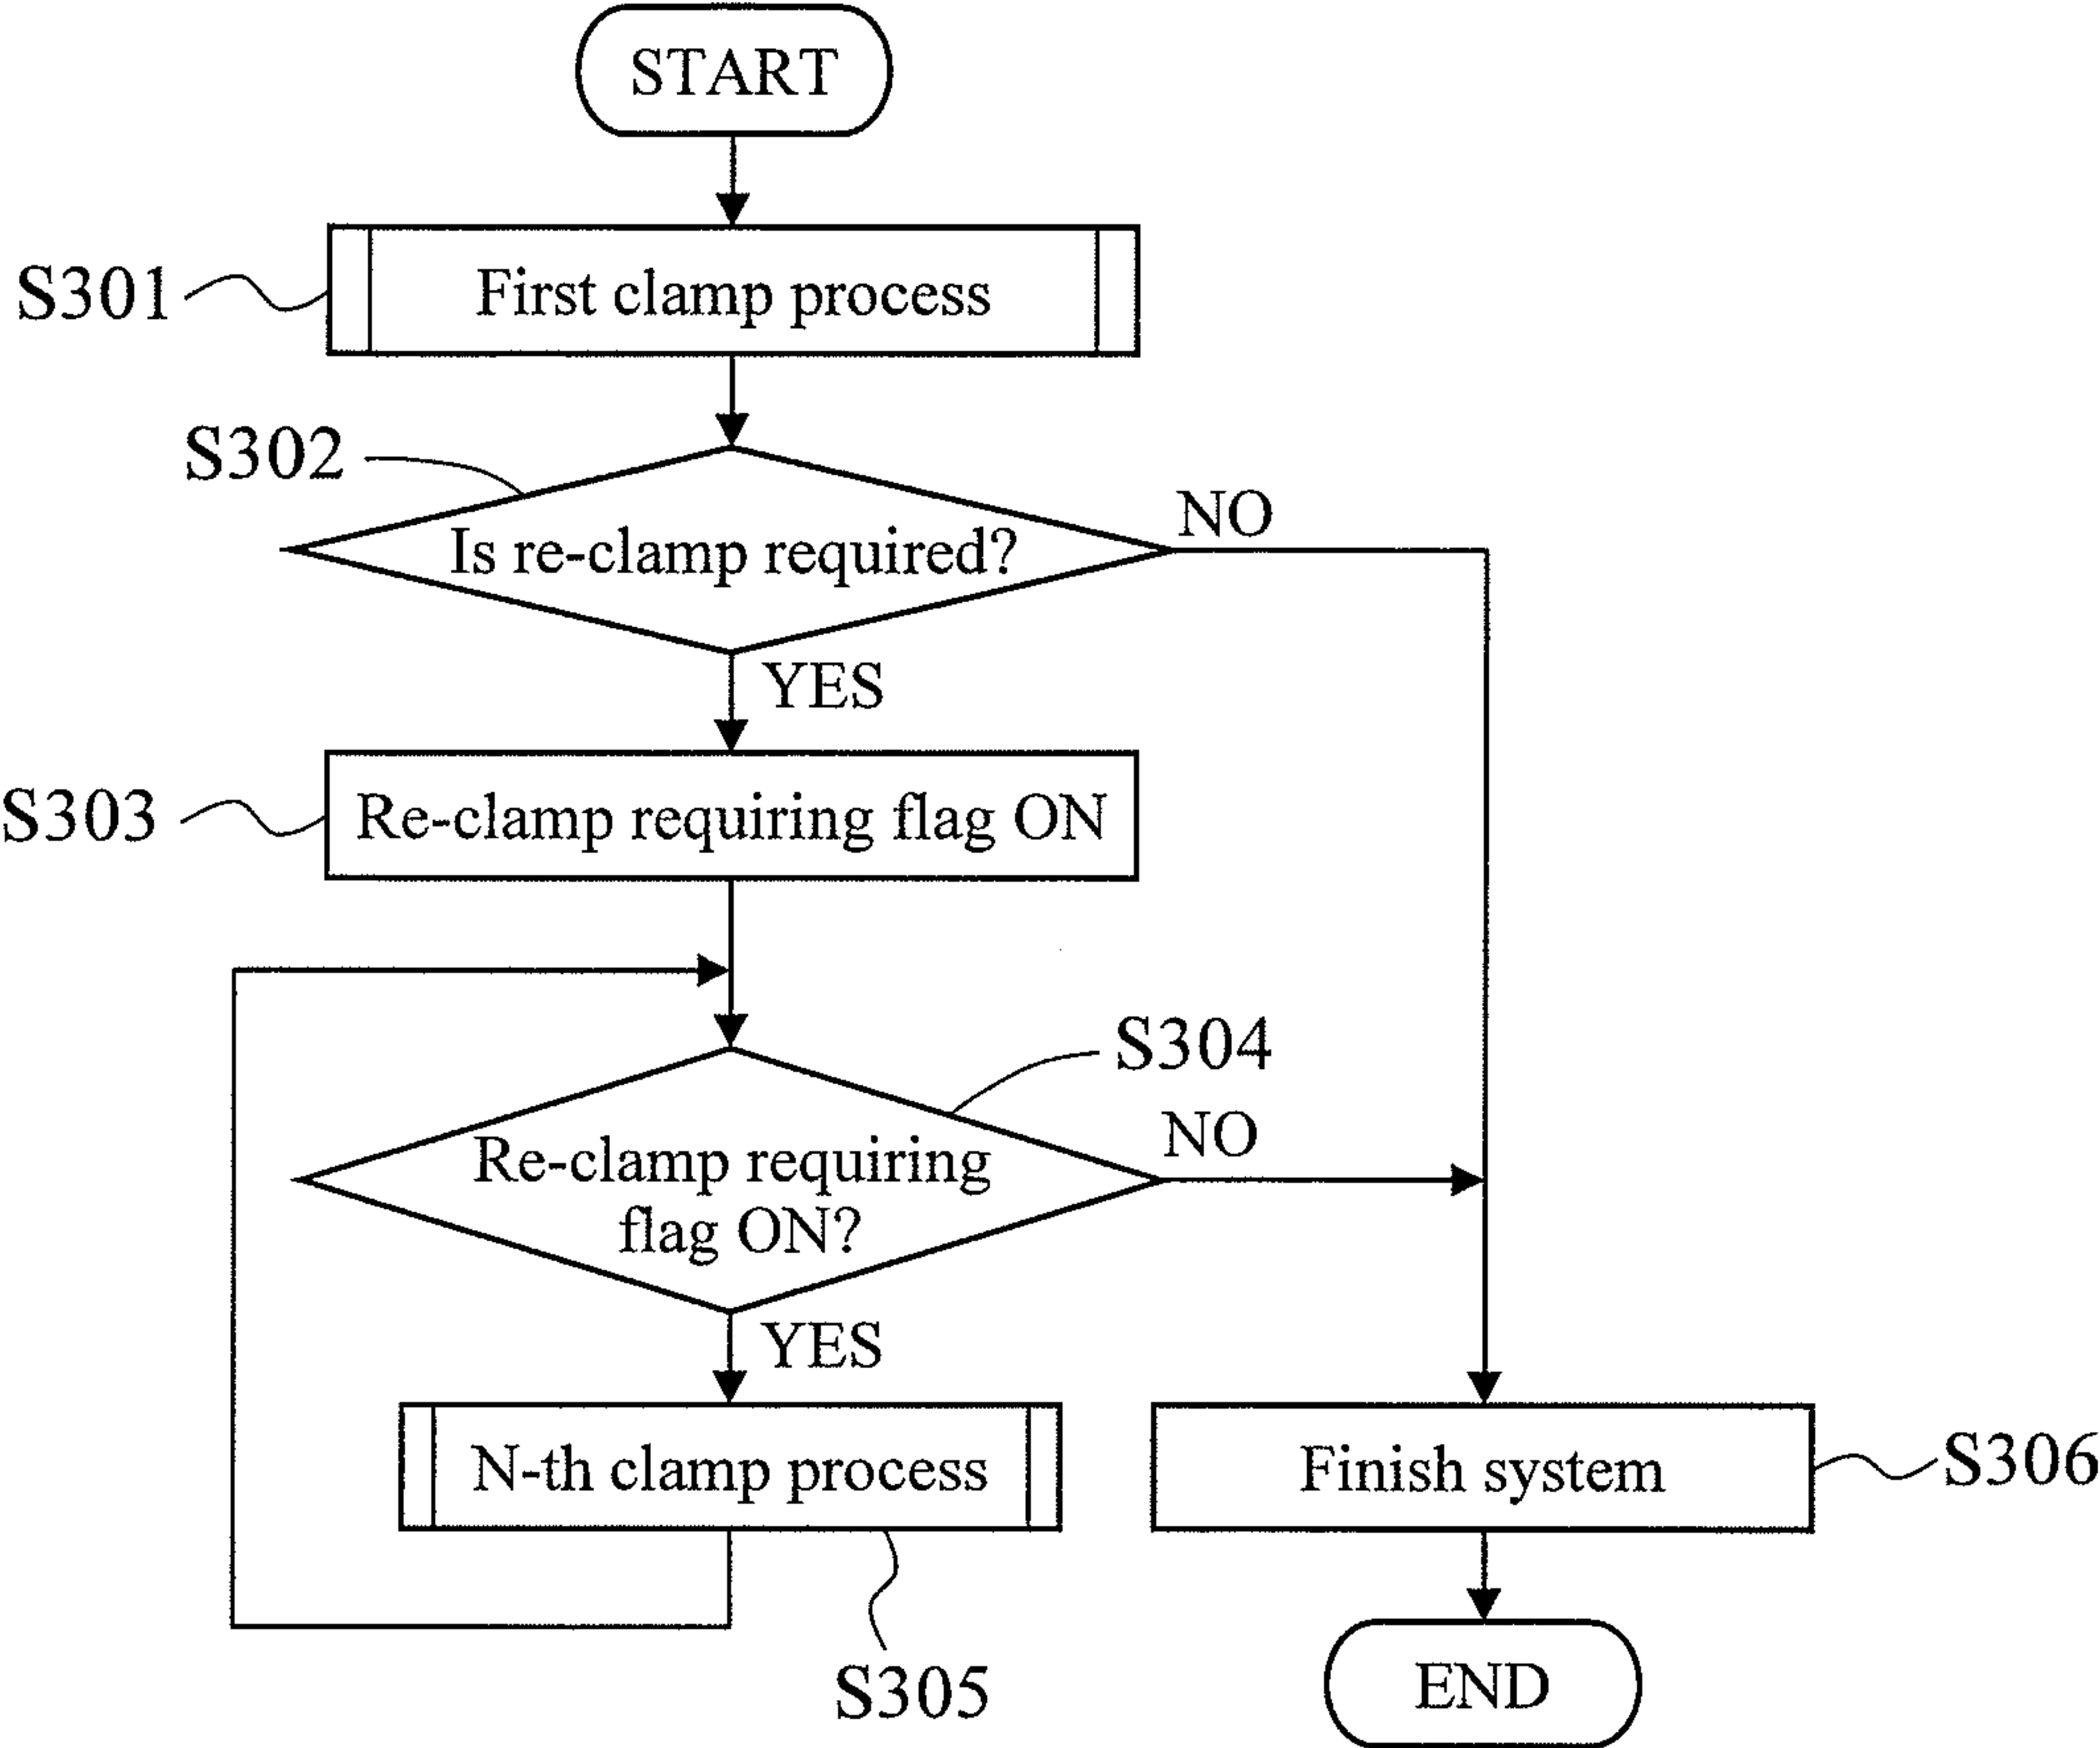 START
S301
First clamp process
S302
NO
Is re-clamp required?
YES
S303
Re-clamp requiring flag ON
S304
NO
Re-clamp requiring
flag ON?
YES
N-th clamp process
Finish system
S306
S305
END